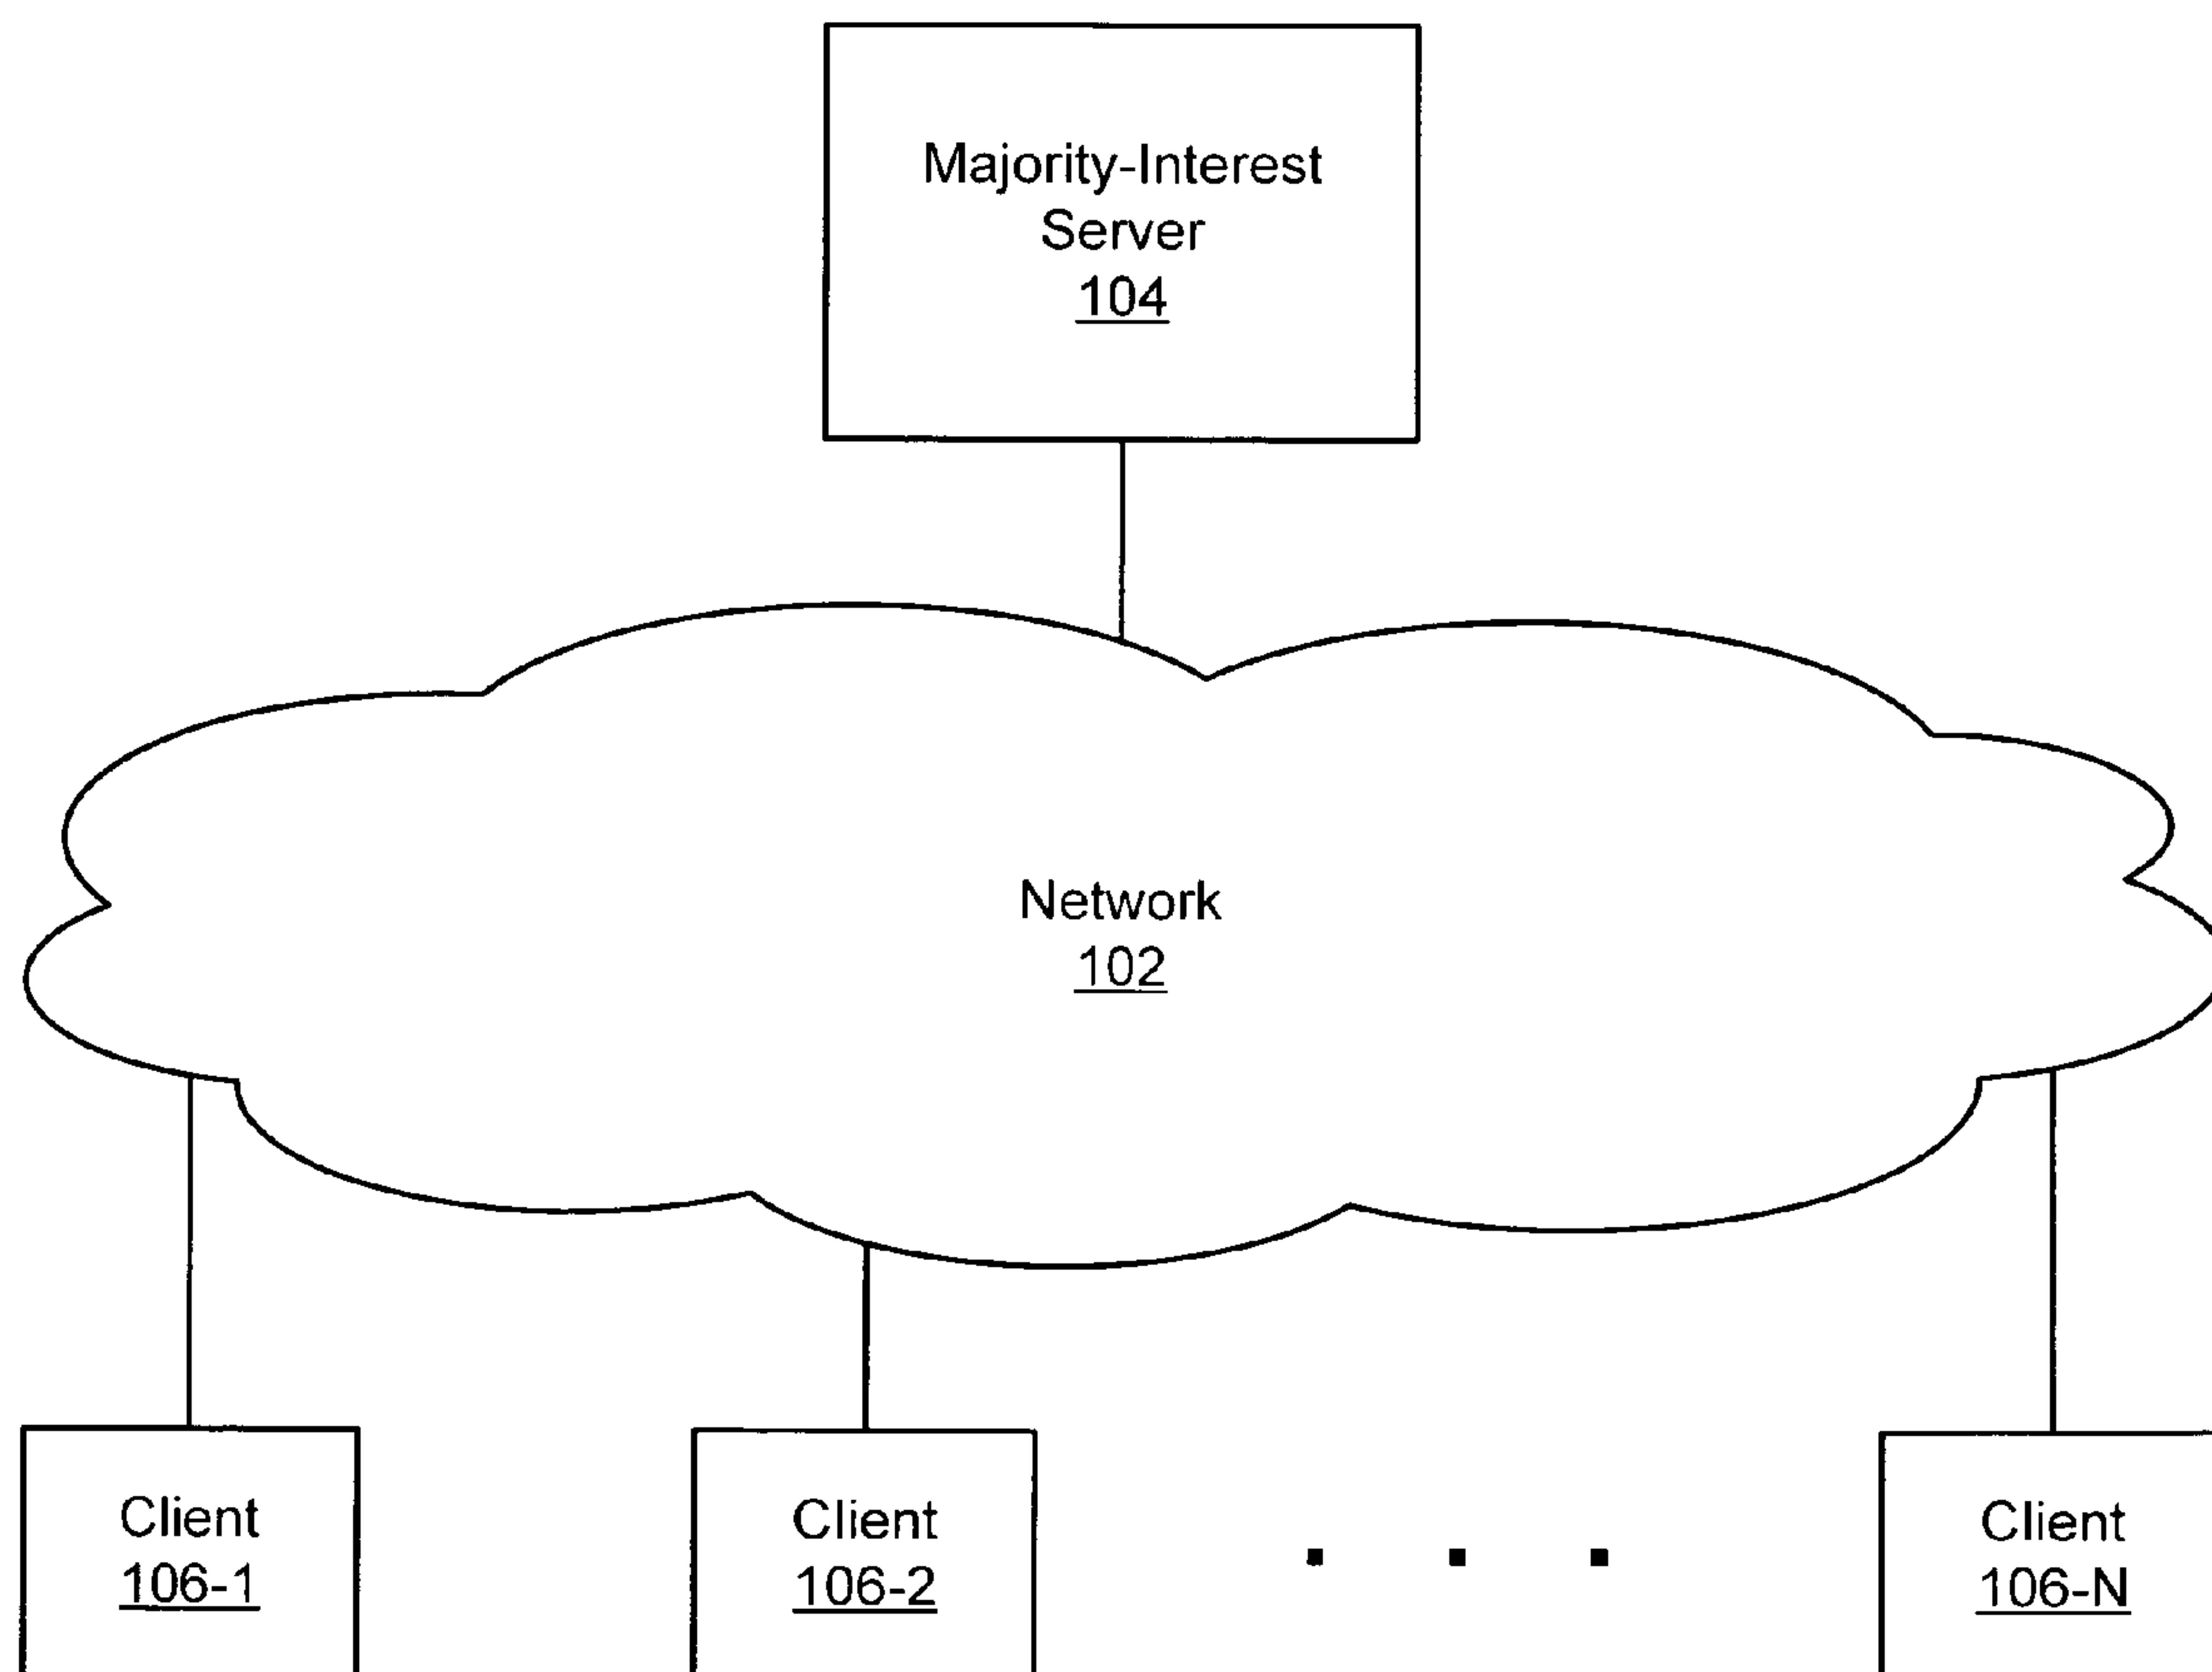 Majority-Interest
Server
104
Network
102
Client
106-1
Client
106-2
Client
106-N